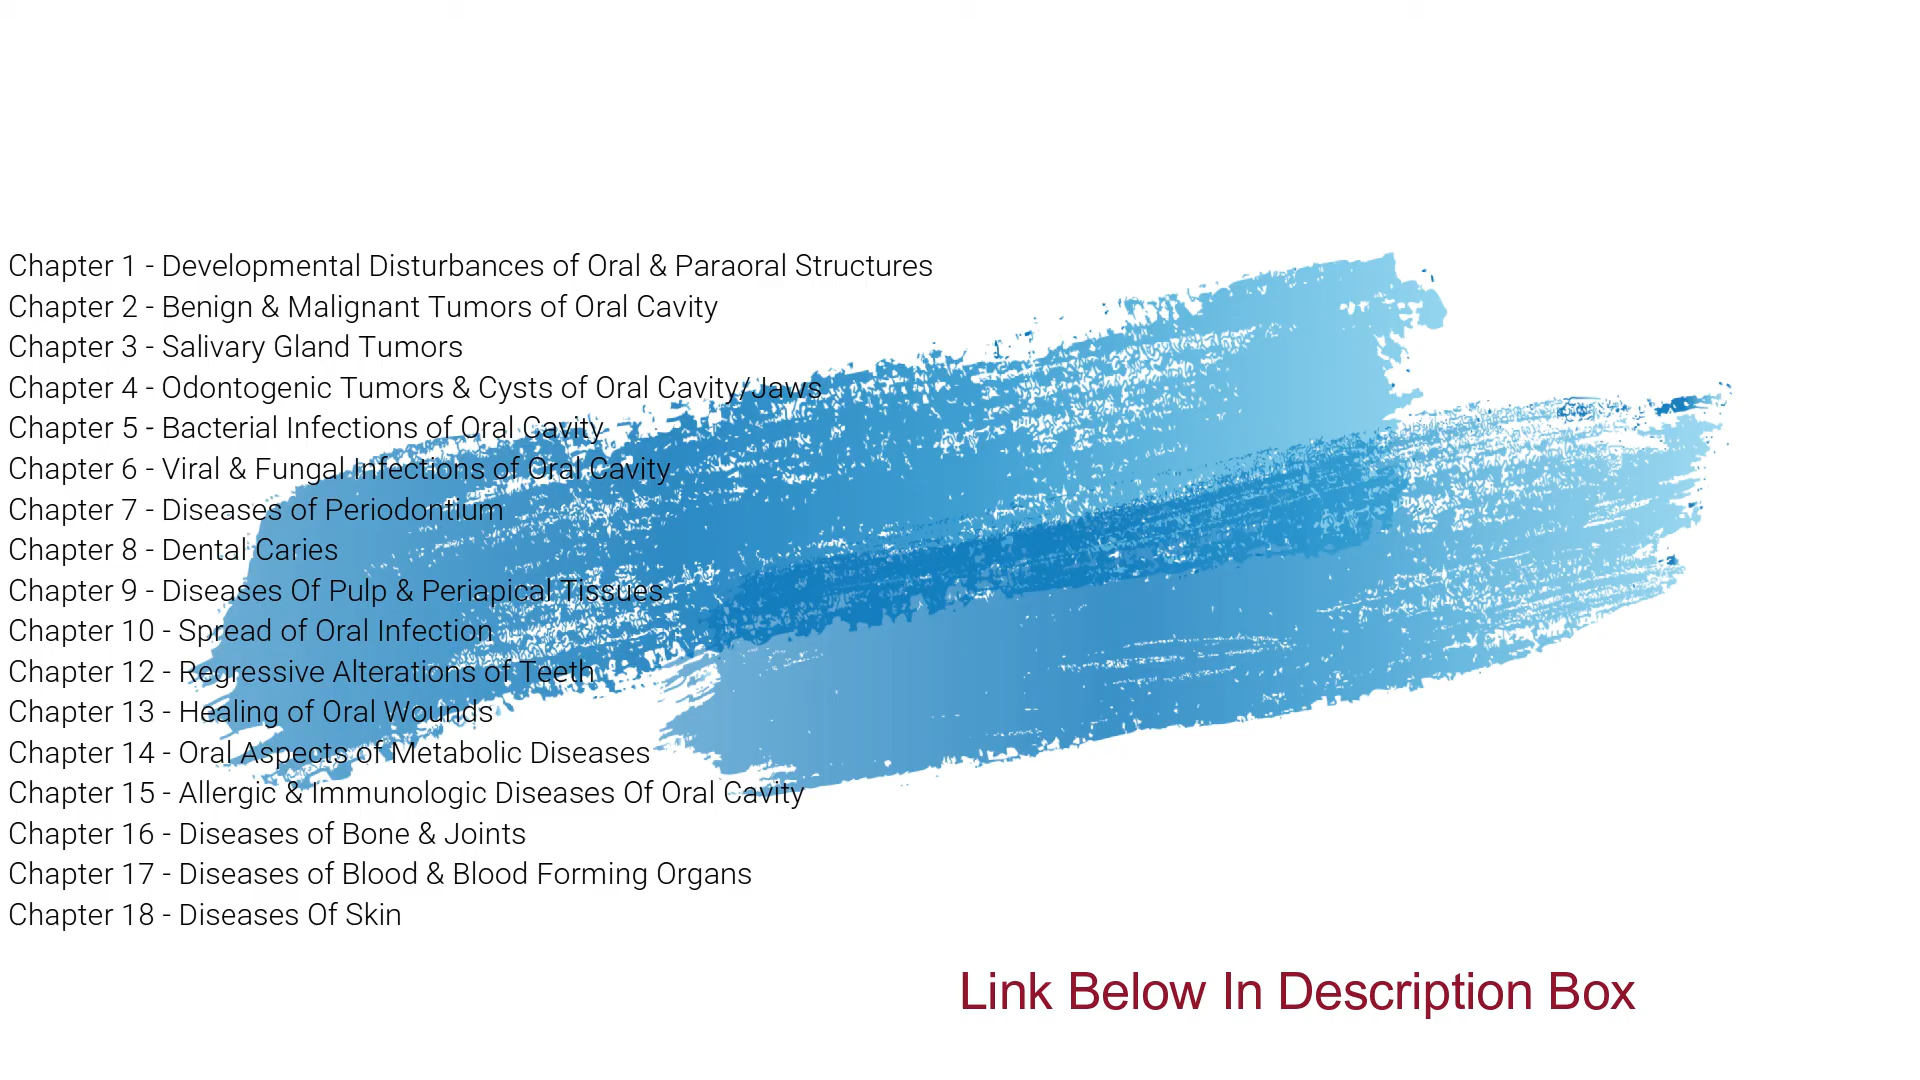 Chapter 1 - Developmental Disturbances of Oral & Paraoral Structures
Chapter 2 - Benign & Malignant Tumors of Oral Cavity
Chapter 3 - Salivary Gland Tumors
Chapter 4 - Odontogenic Tumors & Cysts of Oral Cavity/Jaws
Chapter 5 - Bacterial Infections of Oral Cavity
Chapter 6 - Viral & Fungal Infections of Oral Cavity
Chapter 7 - Diseases of Periodontium
Chapter 8 - Dental Caries
Chapter 9 - Diseases Of Pulp & Periapical Tissues
Chapter 10 - Spread of Oral Infection
Chapter 12 - Regressive Alterations of Teeth
Chapter 13 - Healing of Oral Wounds
Chapter 14 - Oral Aspects of Metabolic Diseases
Chapter 15 - Allergic & Immunologic Diseases Of Oral Cavity
Chapter 16 - Diseases of Bone & Joints
Chapter 17 - Diseases of Blood & Blood Forming Organs
Chapter 18 - Diseases Of Skin
Link Below In Description Box